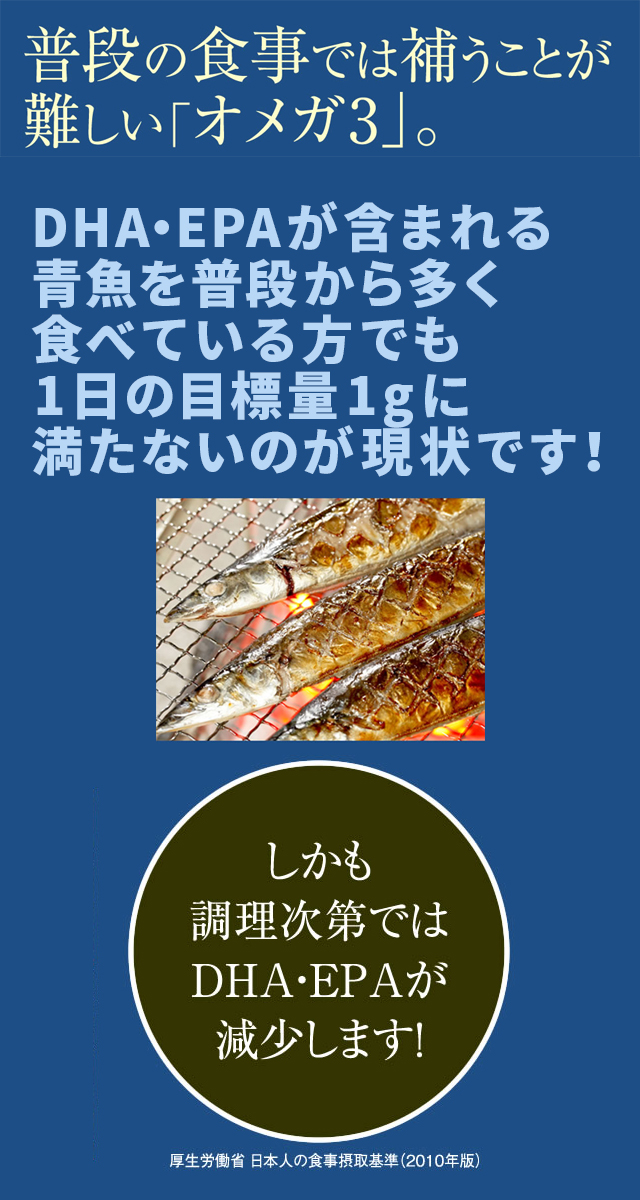 普段の食事では補うことが
難しい「オメガ3」。
DHA・EPAが含まれる
青魚を普段から多く
食べている方でも
1日の目標量1gに
満たないのが現状です!
しかも
調理次第では
DHA・EPAが
減少します!
厚生労働省 日本人の食事摂取基準(2010年版)